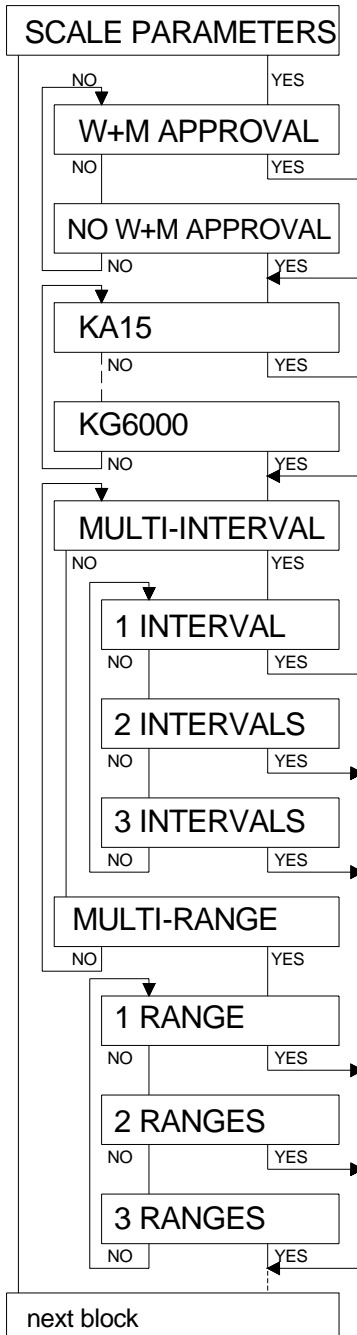 SCALE PARAMETERS
NO YES
W+M APPROVAL
NO YES
NO W+M APPROVAL
NO YES
KA15
NO YES
KG6000
NO YES
MULTI-INTERVAL
NO YES
1 INTERVAL
NO YES
2 INTERVALS
NO YES
3 INTERVALS
NO YES
MULTI-RANGE
NO YES
1 RANGE
NO YES
2 RANGES
NO YES
3 RANGES
NO YES
next block